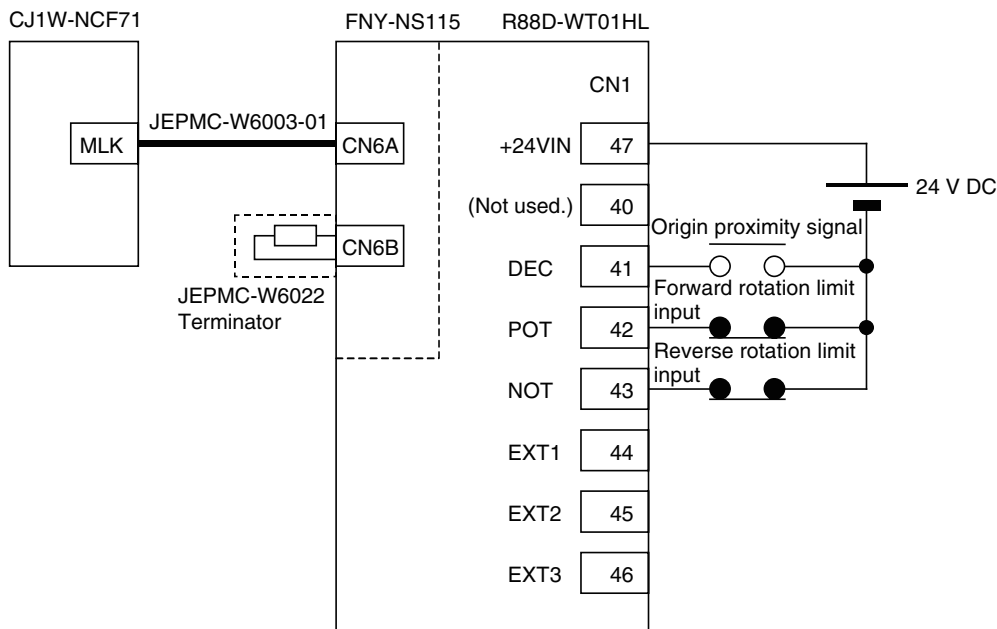 CJ1W-NCF71
FNY-NS115
R88D-WT01HL
CN1
JEPMC-W6003-01
MLK
CN6A
+24VIN
47
24 V DC
(Not used.)
40
Origin proximity signal
CN6B
DEC
41
JEPMC-W6022
Terminator
Forward rotation limit
input
POT
42
Reverse rotation limit
input
NOT
43
EXT1
44
EXT2
45
EXT3
46